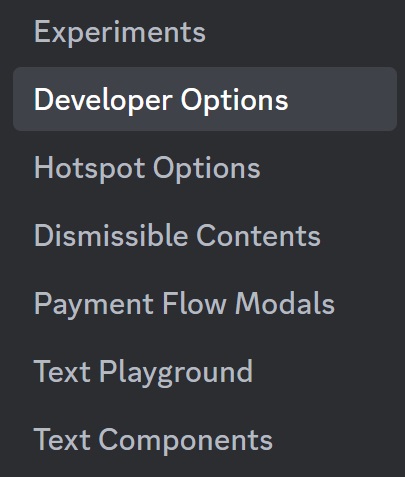 Experiments
Developer Options
Hotspot Options
Dismissible Contents
Payment Flow Modals
Text Playground
Text Components